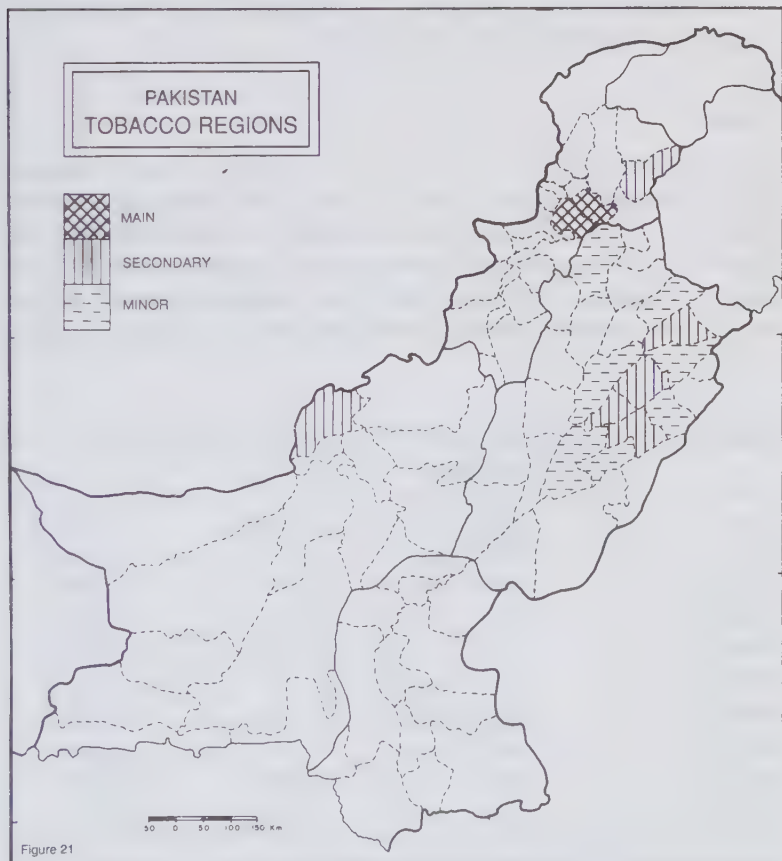 PAKISTAN
TOBACCO REGIONS
MAIN
SECONDARY
MINOR
50 0 50 100 150 Km
Figure 21